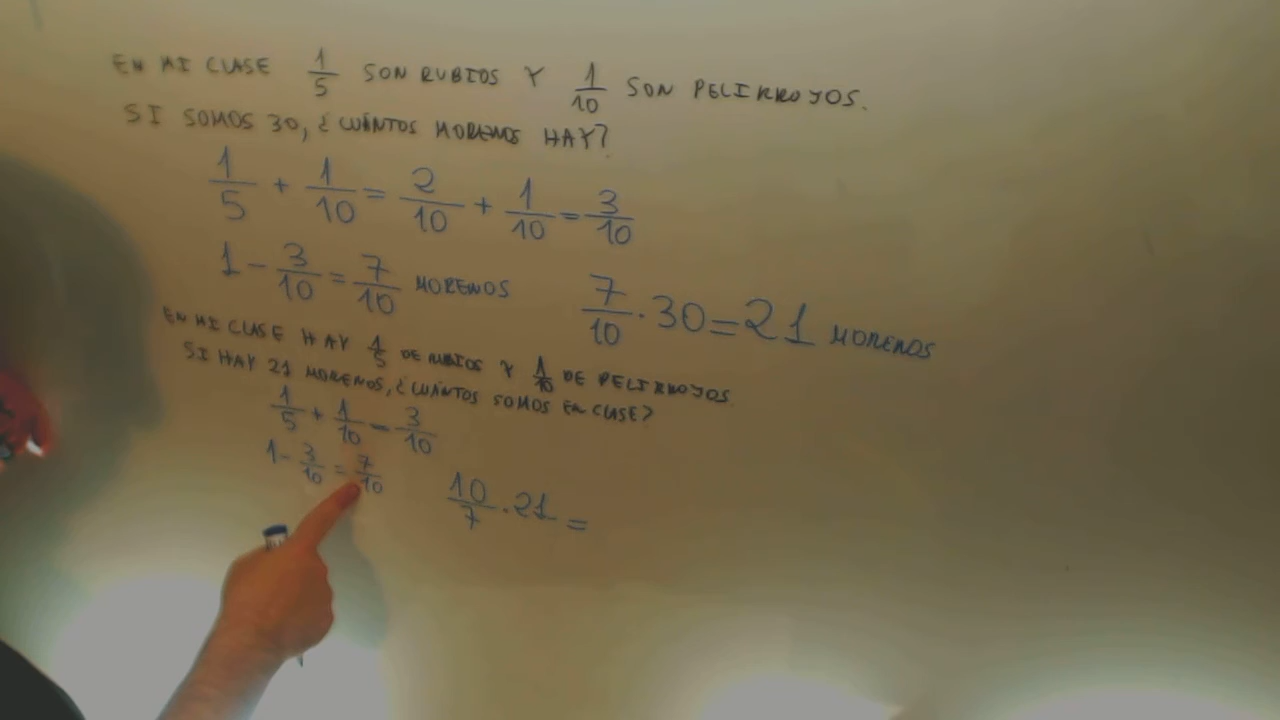 EN MI CLASE 1/5 SON RUBIOS Y 1/10 SON PELIRROJOS.
SI SOMOS 30, ¿CUÁNTOS MORENOS HAY?
1/5 + 1/10 = 2/10 + 1/10 = 3/10
1 - 3/10 = 7/10 MORENOS
7/10 · 30 = 21 MORENOS
EN MI CLASE HAY 1/5 DE RUBIOS Y 1/10 DE PELIRROJOS.
SI HAY 21 MORENOS, ¿CUÁNTOS SOMOS EN CLASE?
1/5 + 1/10 = 3/10
1 - 3/10 = 7/10
10/7 · 21 =